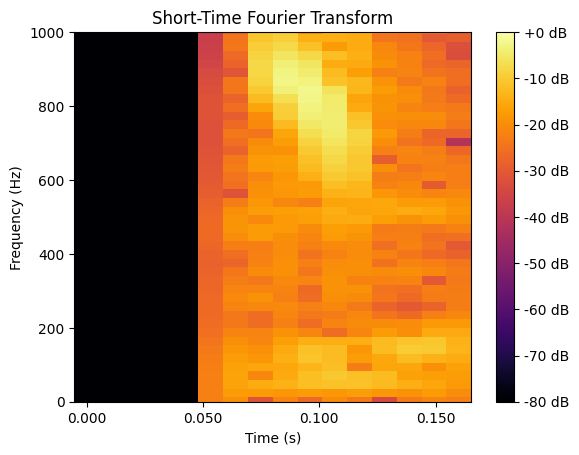 Short-Time Fourier Transform
1000
800
600
400
200
0
Frequency (Hz)
0.000
0.050
0.100
0.150
Time (s)
+0 dB
-10 dB
-20 dB
-30 dB
-40 dB
-50 dB
-60 dB
-70 dB
-80 dB